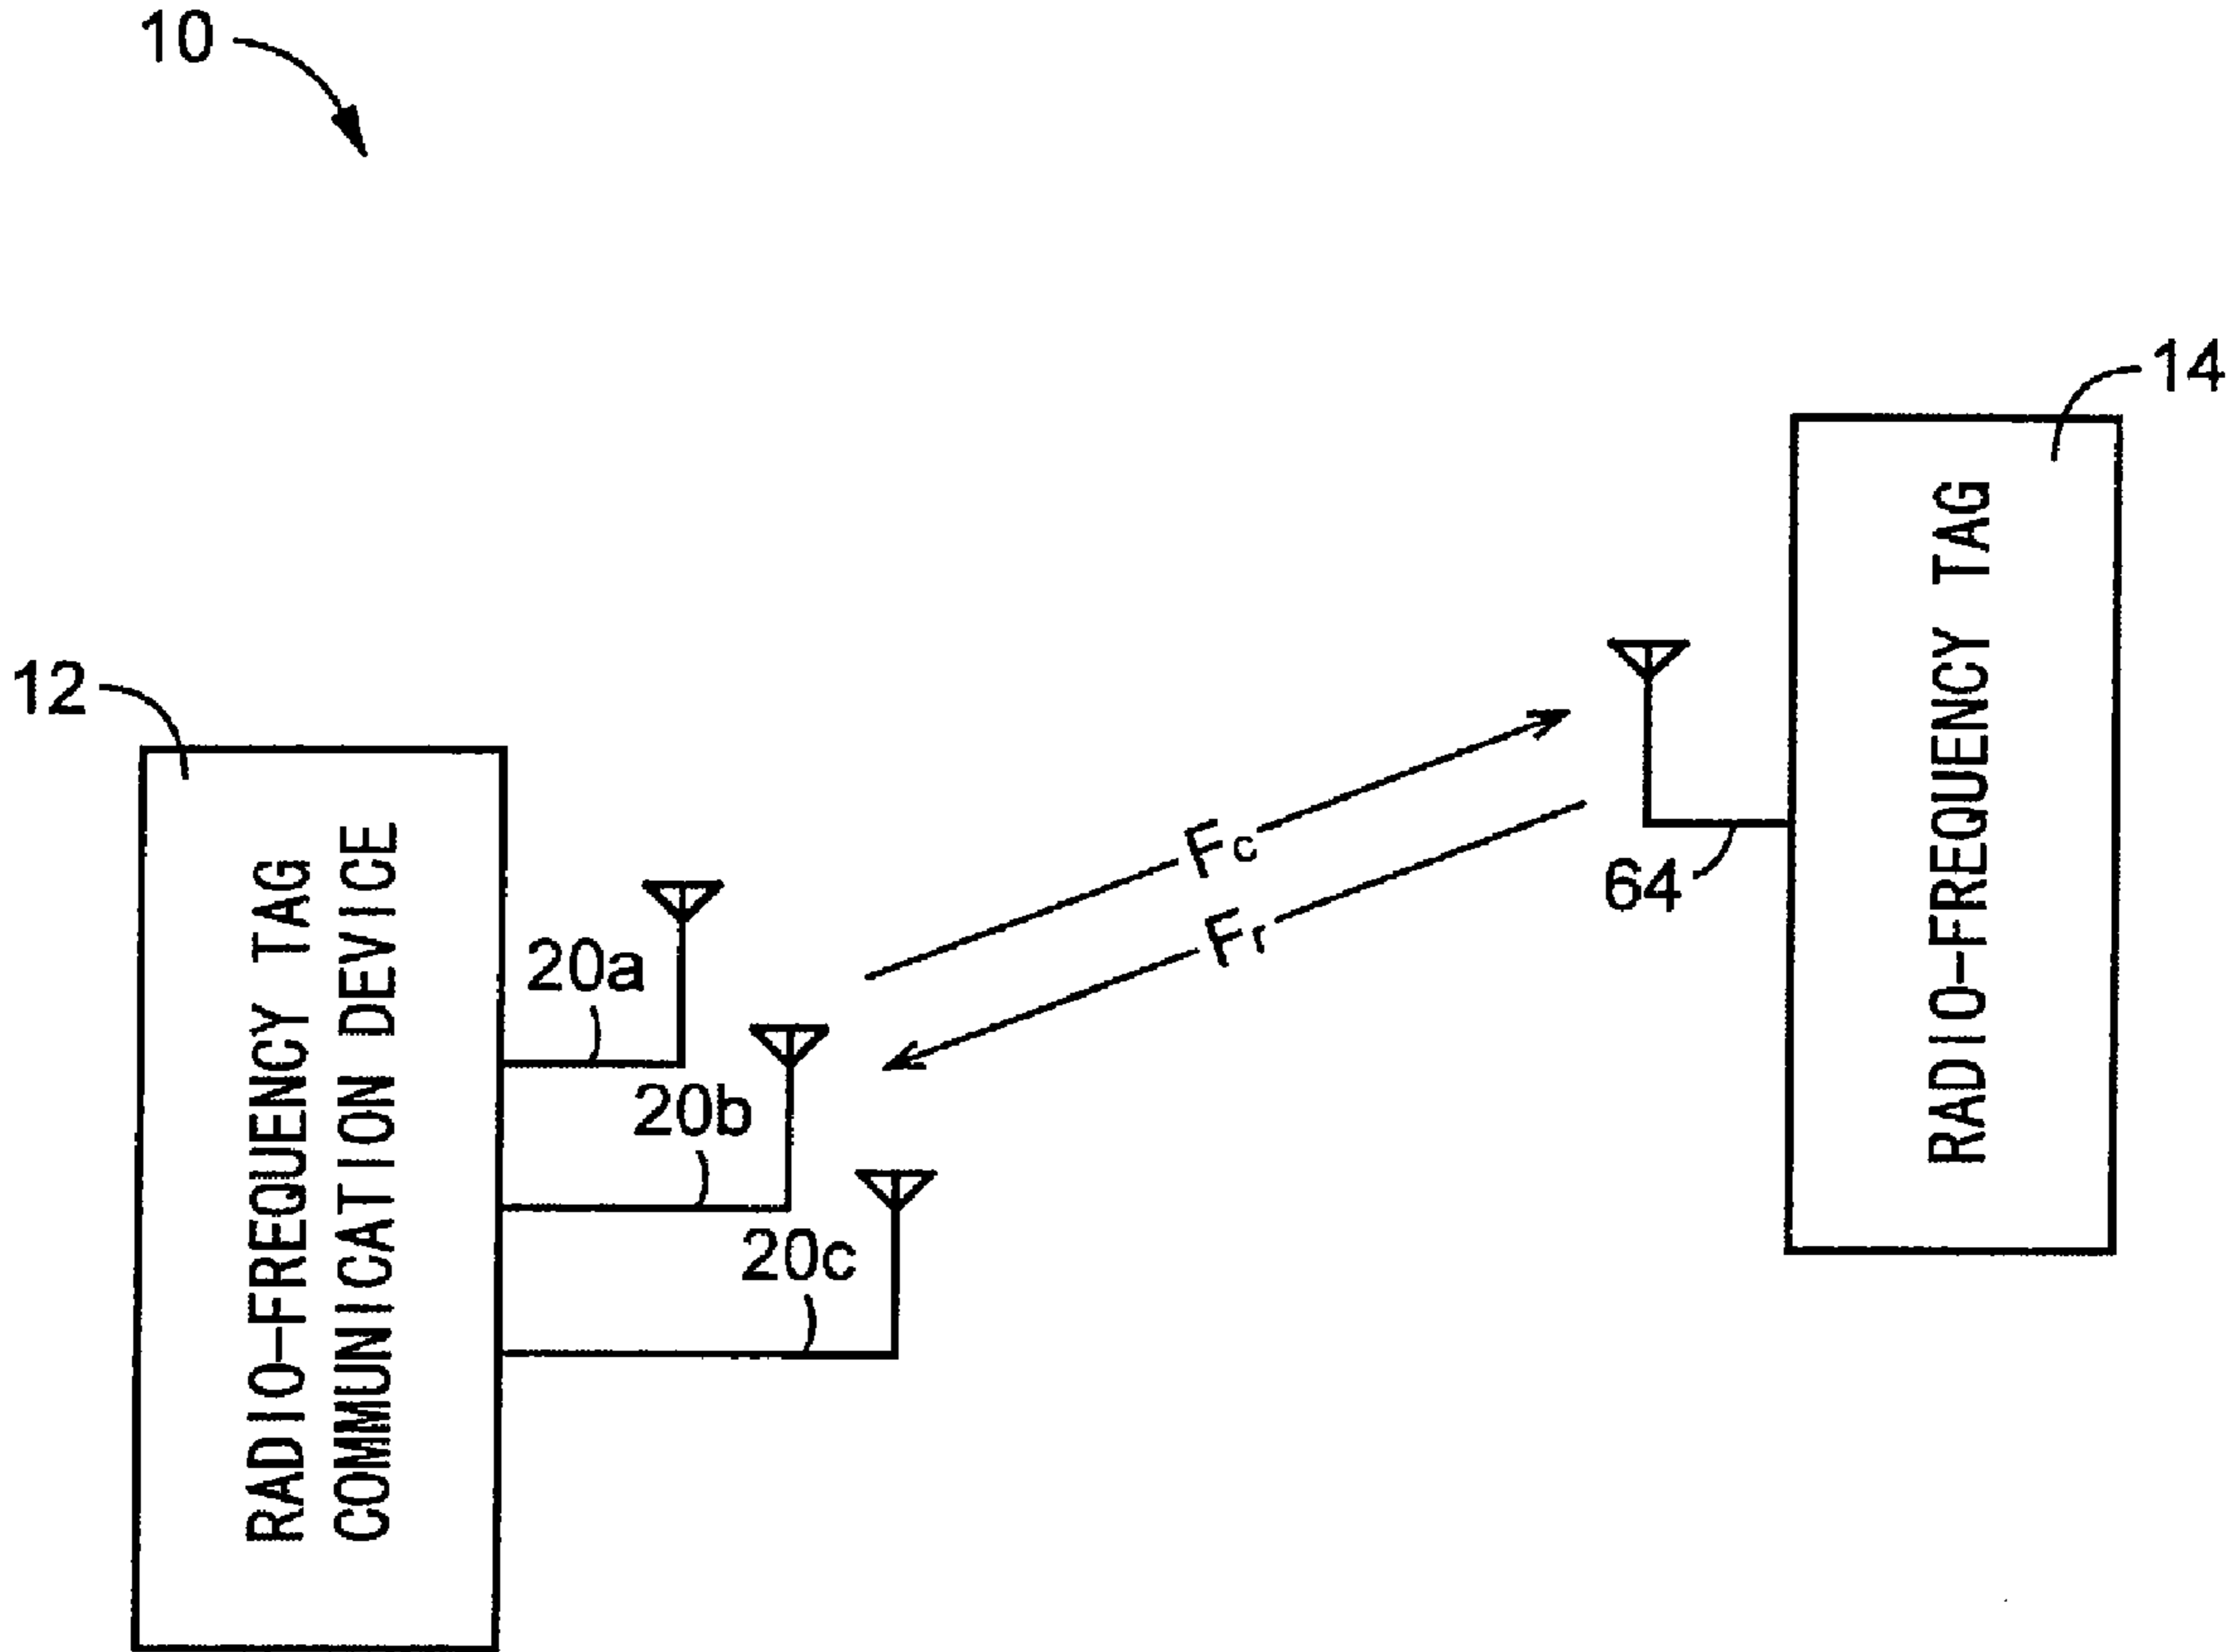 10
14
12
RADIO-FREQUENCY TAG
COMMUNICATION DEVICE
20a
20b
20c
Fc
Fr
64
RADIO-FREQUENCY TAG